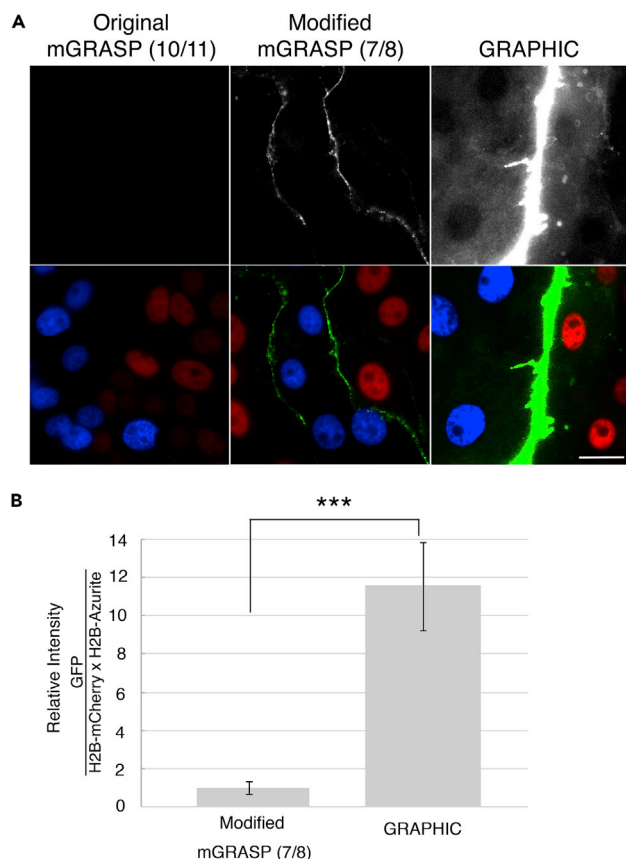 A
Original
mGRASP (10/11)
Modified
mGRASP (7/8)
GRAPHIC
B
***
Relative Intensity
GFP
H2B-mCherry x H2B-Azurite
14
12
10
8
6
4
2
0
Modified
mGRASP (7/8)
GRAPHIC